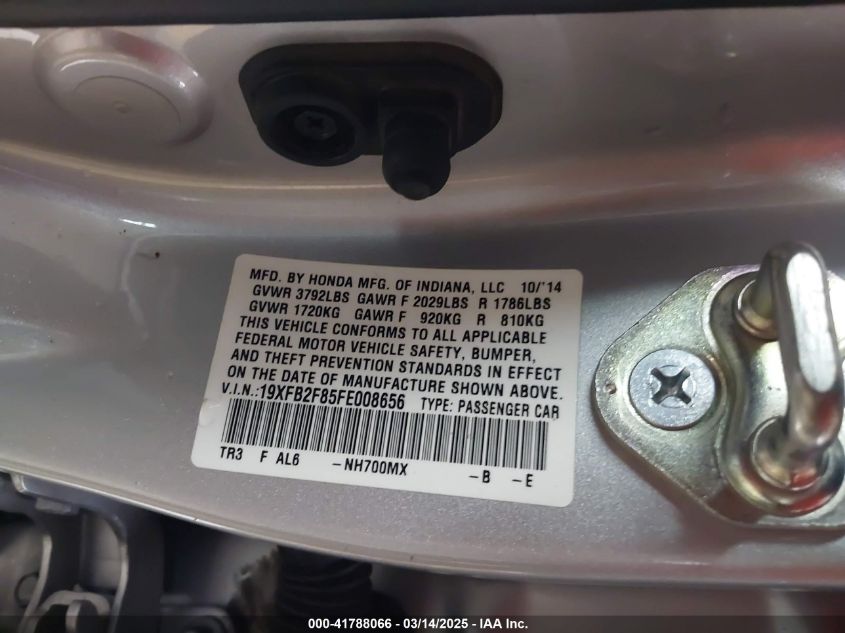 MFD. BY HONDA MFG. OF INDIANA, LLC 10/'14
GVWR 3792LBS GAWR F 2029LBS R 1786LBS
GVWR 1720KG GAWR F 920KG R 810KG
THIS VEHICLE CONFORMS TO ALL APPLICABLE
FEDERAL MOTOR VEHICLE SAFETY, BUMPER,
AND THEFT PREVENTION STANDARDS IN EFFECT
ON THE DATE OF MANUFACTURE SHOWN ABOVE.
V.I.N.:19XFB2F85FE008656 TYPE: PASSENGER CAR
TR3 F AL6 -NH700MX -B -E
000-41788066 — 03/14/2025 — IAA Inc.